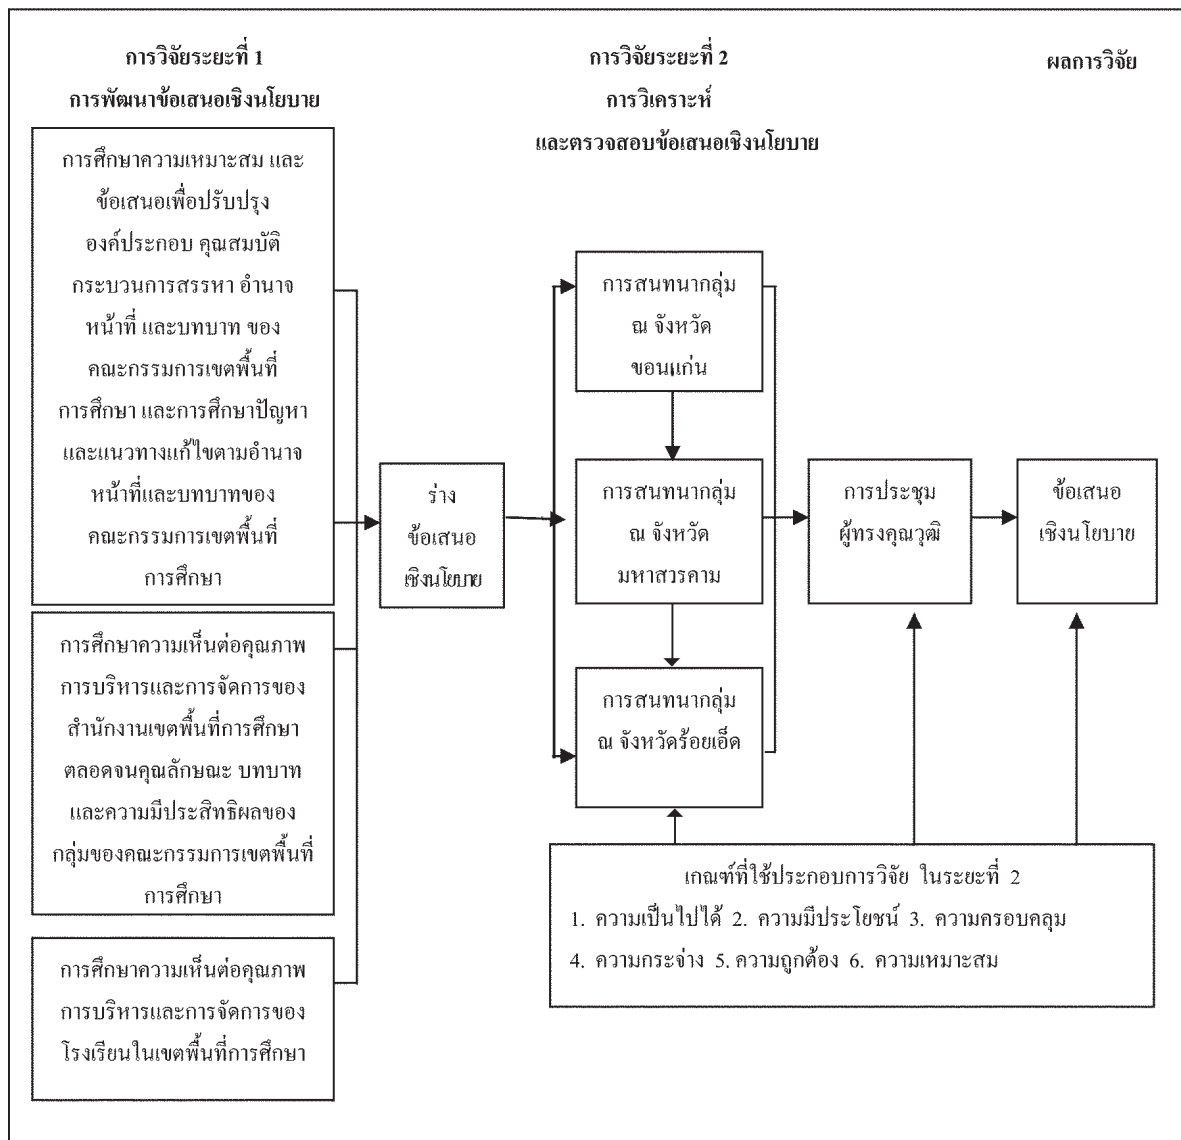 การวิจัยระยะที่ 1
การพัฒนาข้อเสนอเชิงนโยบาย
การศึกษาความเหมาะสม และ
ข้อเสนอเพื่อปรับปรุง
องค์ประกอบ คุณสมบัติ
กระบวนการสรรหา อำนาจ
หน้าที่ และบทบาท ของ
คณะกรรมการเขตพื้นที่
การศึกษา และการศึกษาปัญหา
และแนวทางแก้ไขตามอำนาจ
หน้าที่และบทบาทของ
คณะกรรมการเขตพื้นที่
การศึกษา
การศึกษาความเห็นต่อคุณภาพ
การบริหารและการจัดการของ
สำนักงานเขตพื้นที่การศึกษา
ตลอดจนคุณลักษณะ บทบาท
และความมีประสิทธิผลของ
กลุ่มของคณะกรรมการเขตพื้นที่
การศึกษา
การศึกษาความเห็นต่อคุณภาพ
การบริหารและการจัดการของ
โรงเรียนในเขตพื้นที่การศึกษา
ร่าง
ข้อเสนอ
เชิงนโยบาย
การวิจัยระยะที่ 2
การวิเคราะห์
และตรวจสอบข้อเสนอเชิงนโยบาย
การสนทนากลุ่ม
ณ จังหวัด
ขอนแก่น
การสนทนากลุ่ม
ณ จังหวัด
มหาสารคาม
การสนทนากลุ่ม
ณ จังหวัดร้อยเอ็ด
การประชุม
ผู้ทรงคุณวุฒิ
ผลการวิจัย
ข้อเสนอ
เชิงนโยบาย
เกณฑ์ที่ใช้ประกอบการวิจัย ในระยะที่ 2
1. ความเป็นไปได้ 2. ความมีประโยชน์ 3. ความครอบคลุม
4. ความกระจ่าง 5. ความถูกต้อง 6. ความเหมาะสม